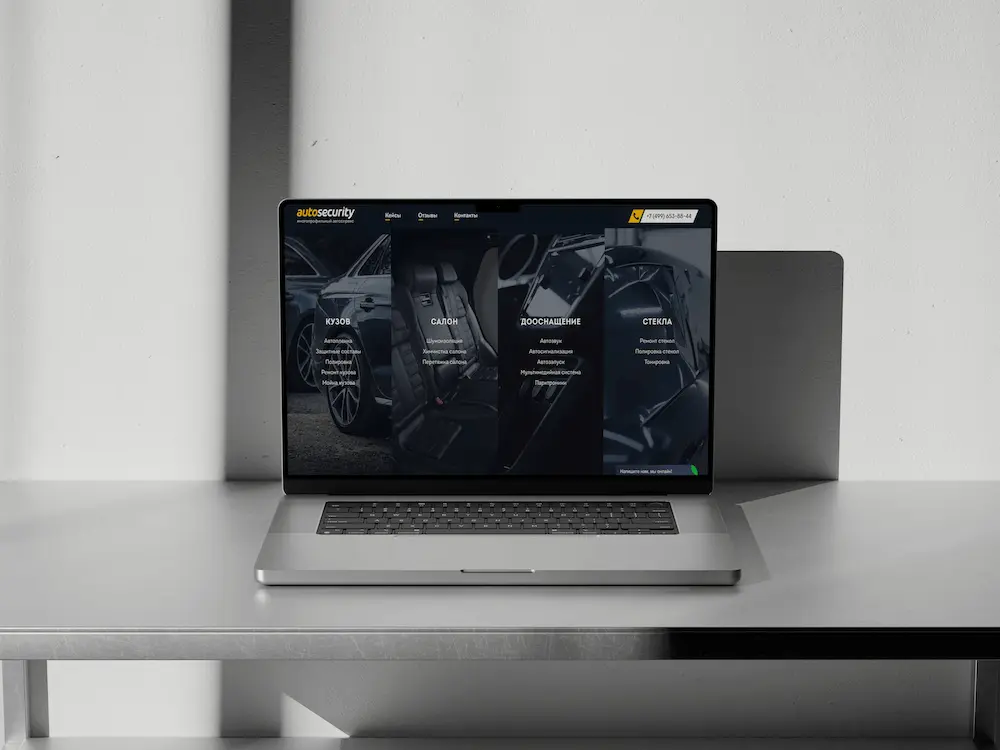 autosecurity
многопрофильный автосервис
Кейсы Отзывы Контакты
+7 (499) 653-88-44
КУЗОВ
Автопленка
Защитные составы
Полировка
Ремонт кузова
Мойка кузова
САЛОН
Шумоизоляция
Химчистка салона
Перетяжка салона
ДООСНАЩЕНИЕ
Автозвук
Автосигнализация
Автозапуск
Мультимедийная система
Парктроники
СТЕКЛА
Ремонт стекол
Полировка стекол
Тонировка
Напишите нам, мы онлайн!